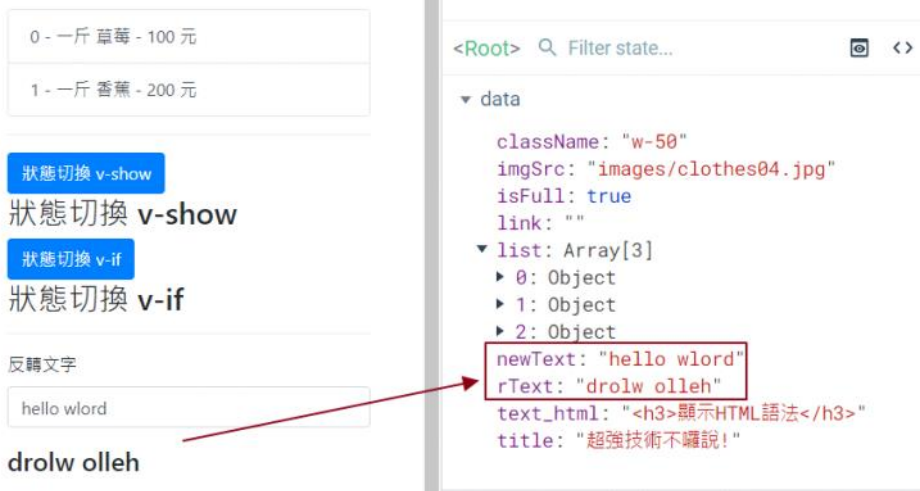 0 - 一斤 草莓 - 100 元
1 - 一斤 香蕉 - 200 元
狀態切換 v-show
狀態切換 v-show
狀態切換 v-if
狀態切換 v-if
反轉文字
hello wlord
drolw olleh
<Root> Filter state...
data
className: "w-50"
imgSrc: "images/clothes04.jpg"
isFull: true
link: ""
list: Array[3]
0: Object
1: Object
2: Object
newText: "hello wlord"
rText: "drolw olleh"
text_html: "<h3>顯示HTML語法</h3>"
title: "超強技術不囉說!"